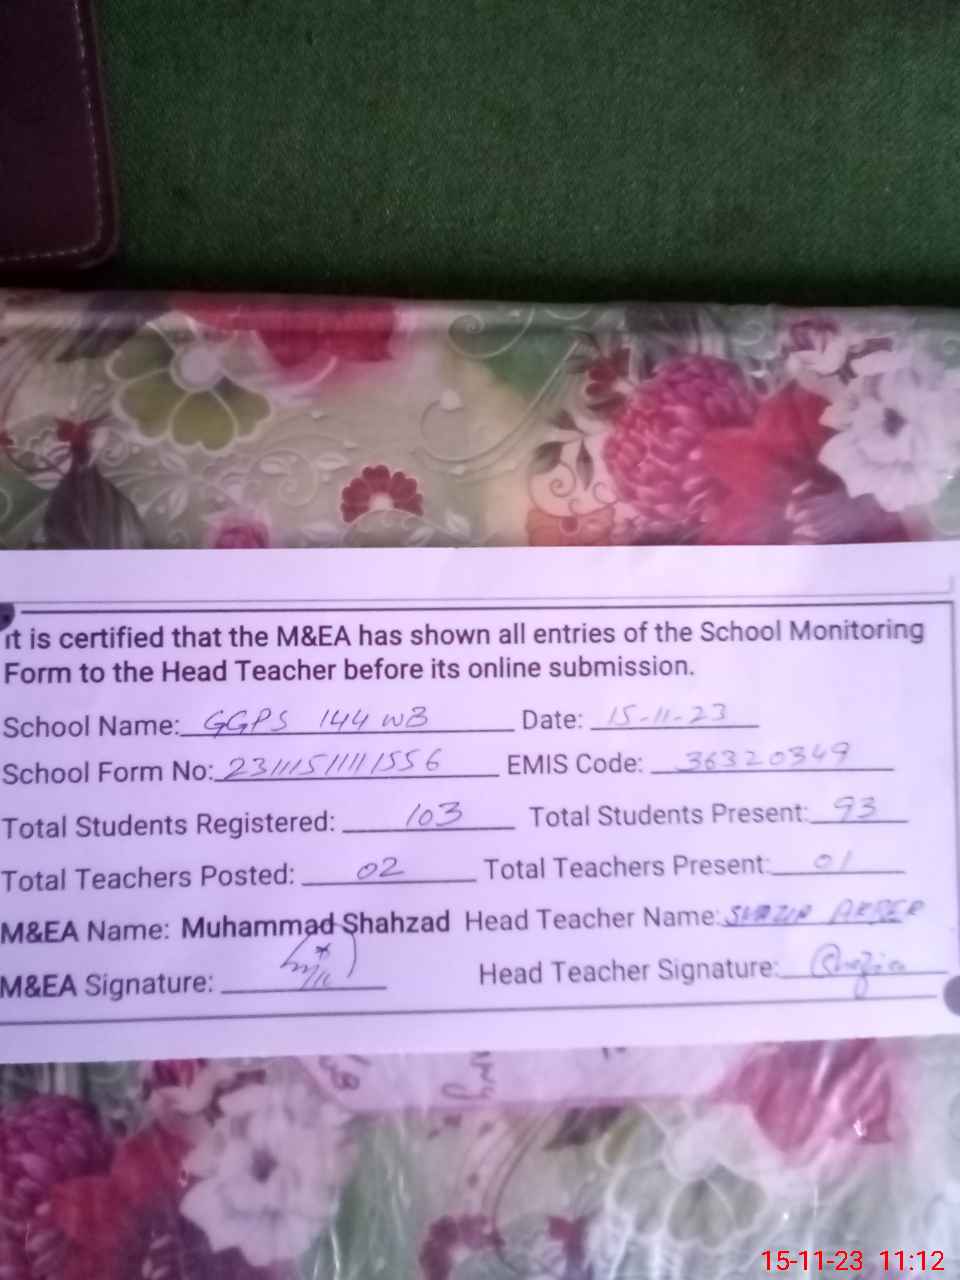 it is certified that the M&EA has shown all entries of the School Monitoring
Form to the Head Teacher before its online submission.
School Name: GGPS 144 WB Date: 15-11-23
School Form No: EMIS Code: 36320349
Total Students Registered: 103 Total Students Present: 93
Total Teachers Posted: 02 Total Teachers Present: 01
M&EA Name: Muhammad Shahzad Head Teacher Name:
M&EA Signature: Head Teacher Signature: Shazia
15-11-23 11:12